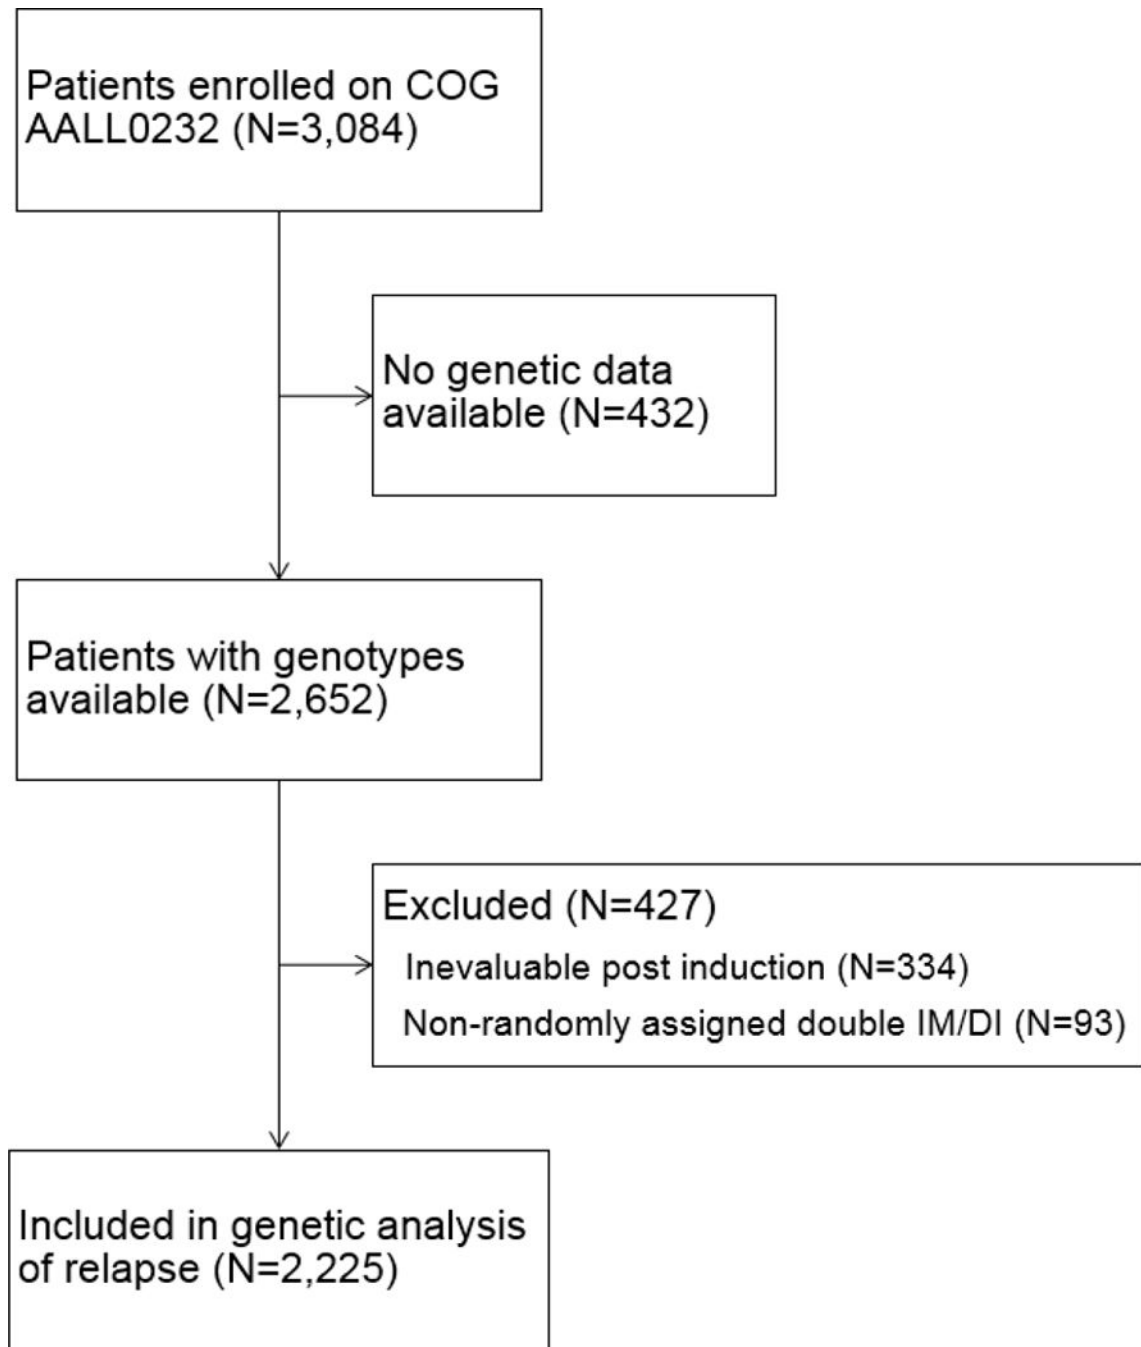 Patients enrolled on COG
AALL0232 (N=3,084)
No genetic data
available (N=432)
Patients with genotypes
available (N=2,652)
Excluded (N=427)
Inevaluable post induction (N=334)
Non-randomly assigned double IM/DI (N=93)
Included in genetic analysis
of relapse (N=2,225)